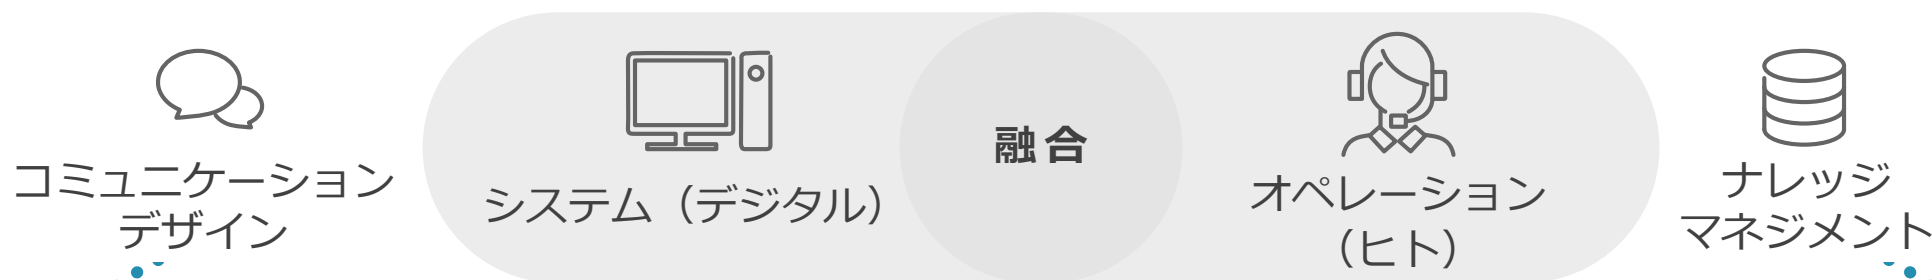 コミュニケーション
デザイン
システム（デジタル）
融合
オペレーション
（ヒト）
ナレッジ
マネジメント